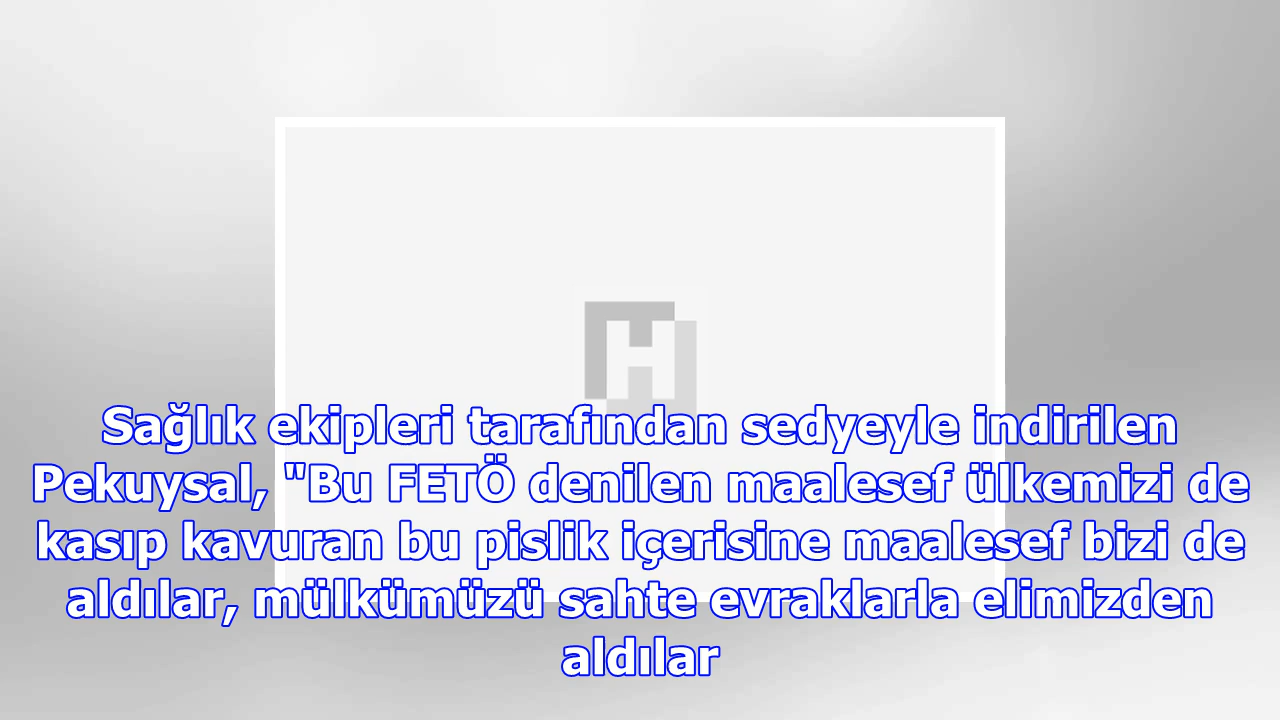 Sağlık ekipleri tarafından sedyeyle indirilen
Pekuysal, "Bu FETÖ denilen maalesef ülkemizi de
kasıp kavuran bu pislik içerisine maalesef bizi de
aldılar, mülkümüzü sahte evraklarla elimizden
aldılar